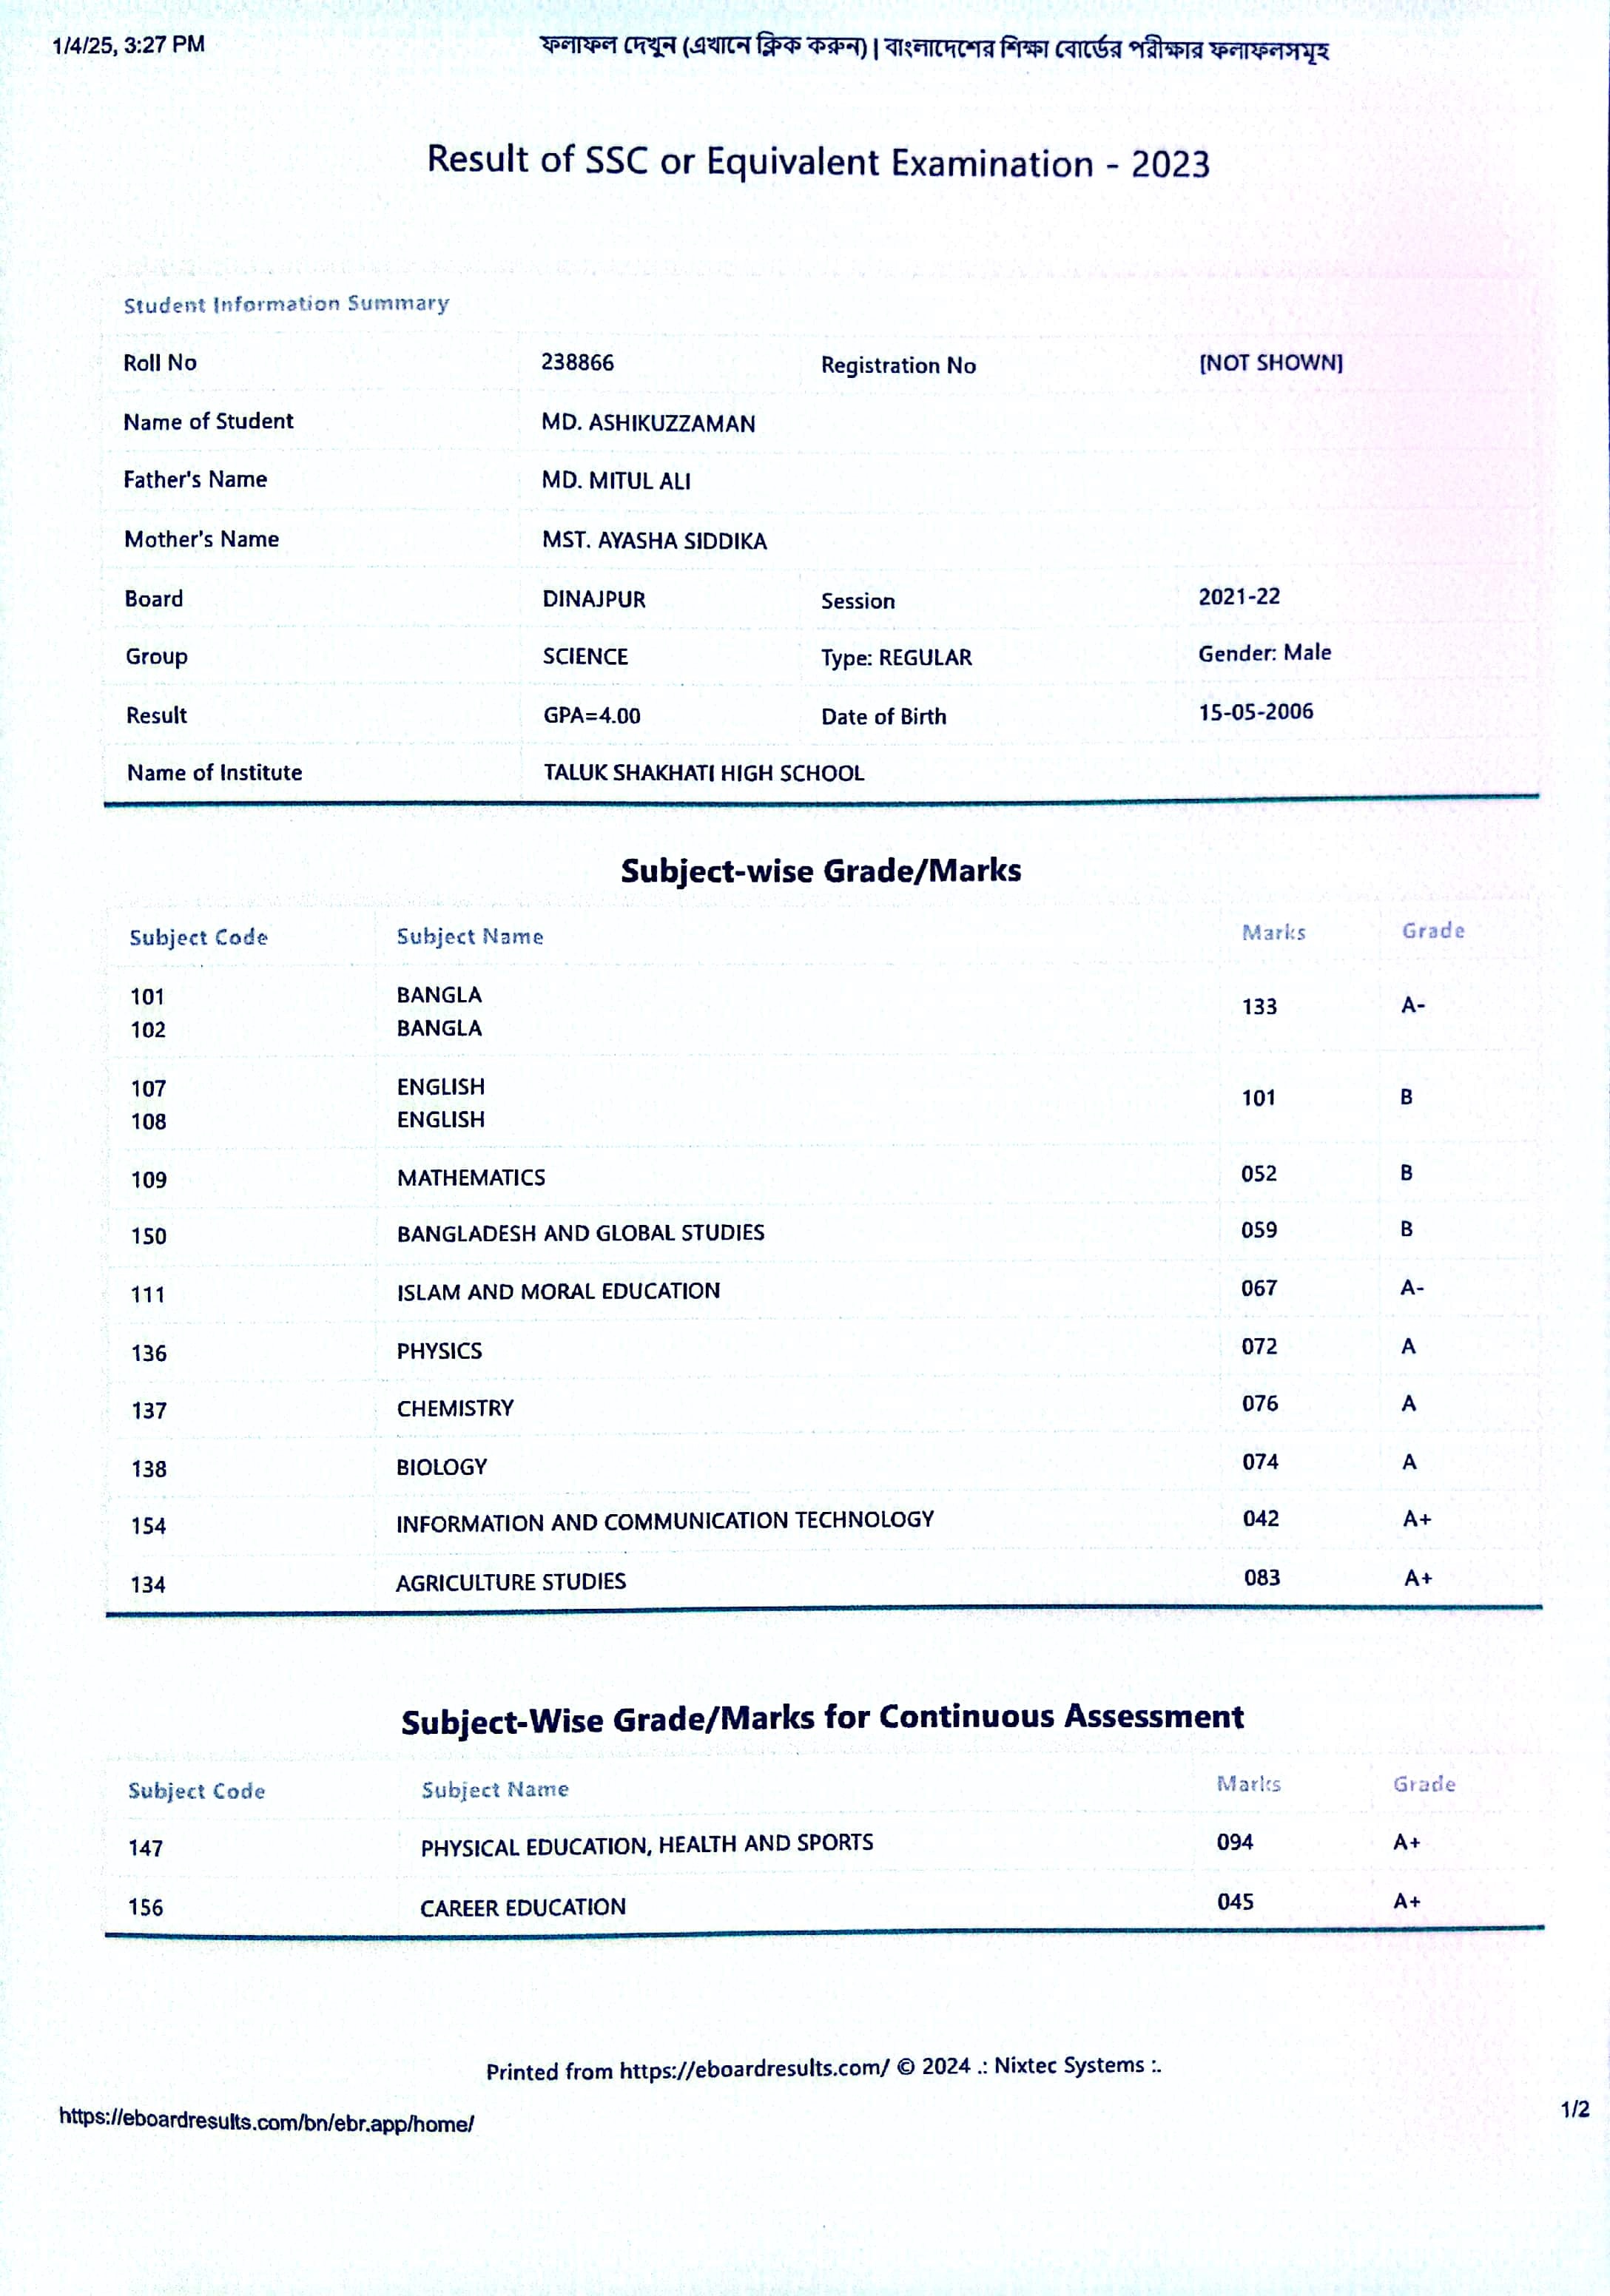 1/4/25, 3:27 PM ফলাফল দেখুন (এখানে ক্লিক করুন) | বাংলাদেশের শিক্ষা বোর্ডের পরীক্ষার ফলাফলসমূহ
Result of SSC or Equivalent Examination - 2023
Student Information Summary
Roll No 238866 Registration No [NOT SHOWN]
Name of Student MD. ASHIKUZZAMAN
Father's Name MD. MITUL ALI
Mother's Name MST. AYASHA SIDDIKA
Board DINAJPUR Session 2021-22
Group SCIENCE Type: REGULAR Gender: Male
Result GPA=4.00 Date of Birth 15-05-2006
Name of Institute TALUK SHAKHATI HIGH SCHOOL
Subject-wise Grade/Marks
Subject Code Subject Name Marks Grade
101 BANGLA 133 A-
102 BANGLA
107 ENGLISH 101 B
108 ENGLISH
109 MATHEMATICS 052 B
150 BANGLADESH AND GLOBAL STUDIES 059 B
111 ISLAM AND MORAL EDUCATION 067 A-
136 PHYSICS 072 A
137 CHEMISTRY 076 A
138 BIOLOGY 074 A
154 INFORMATION AND COMMUNICATION TECHNOLOGY 042 A+
134 AGRICULTURE STUDIES 083 A+
Subject-Wise Grade/Marks for Continuous Assessment
Subject Code Subject Name Marks Grade
147 PHYSICAL EDUCATION, HEALTH AND SPORTS 094 A+
156 CAREER EDUCATION 045 A+
Printed from https://eboardresults.com/ © 2024 .: Nixtec Systems :.
https://eboardresults.com/bn/ebr.app/home/ 1/2